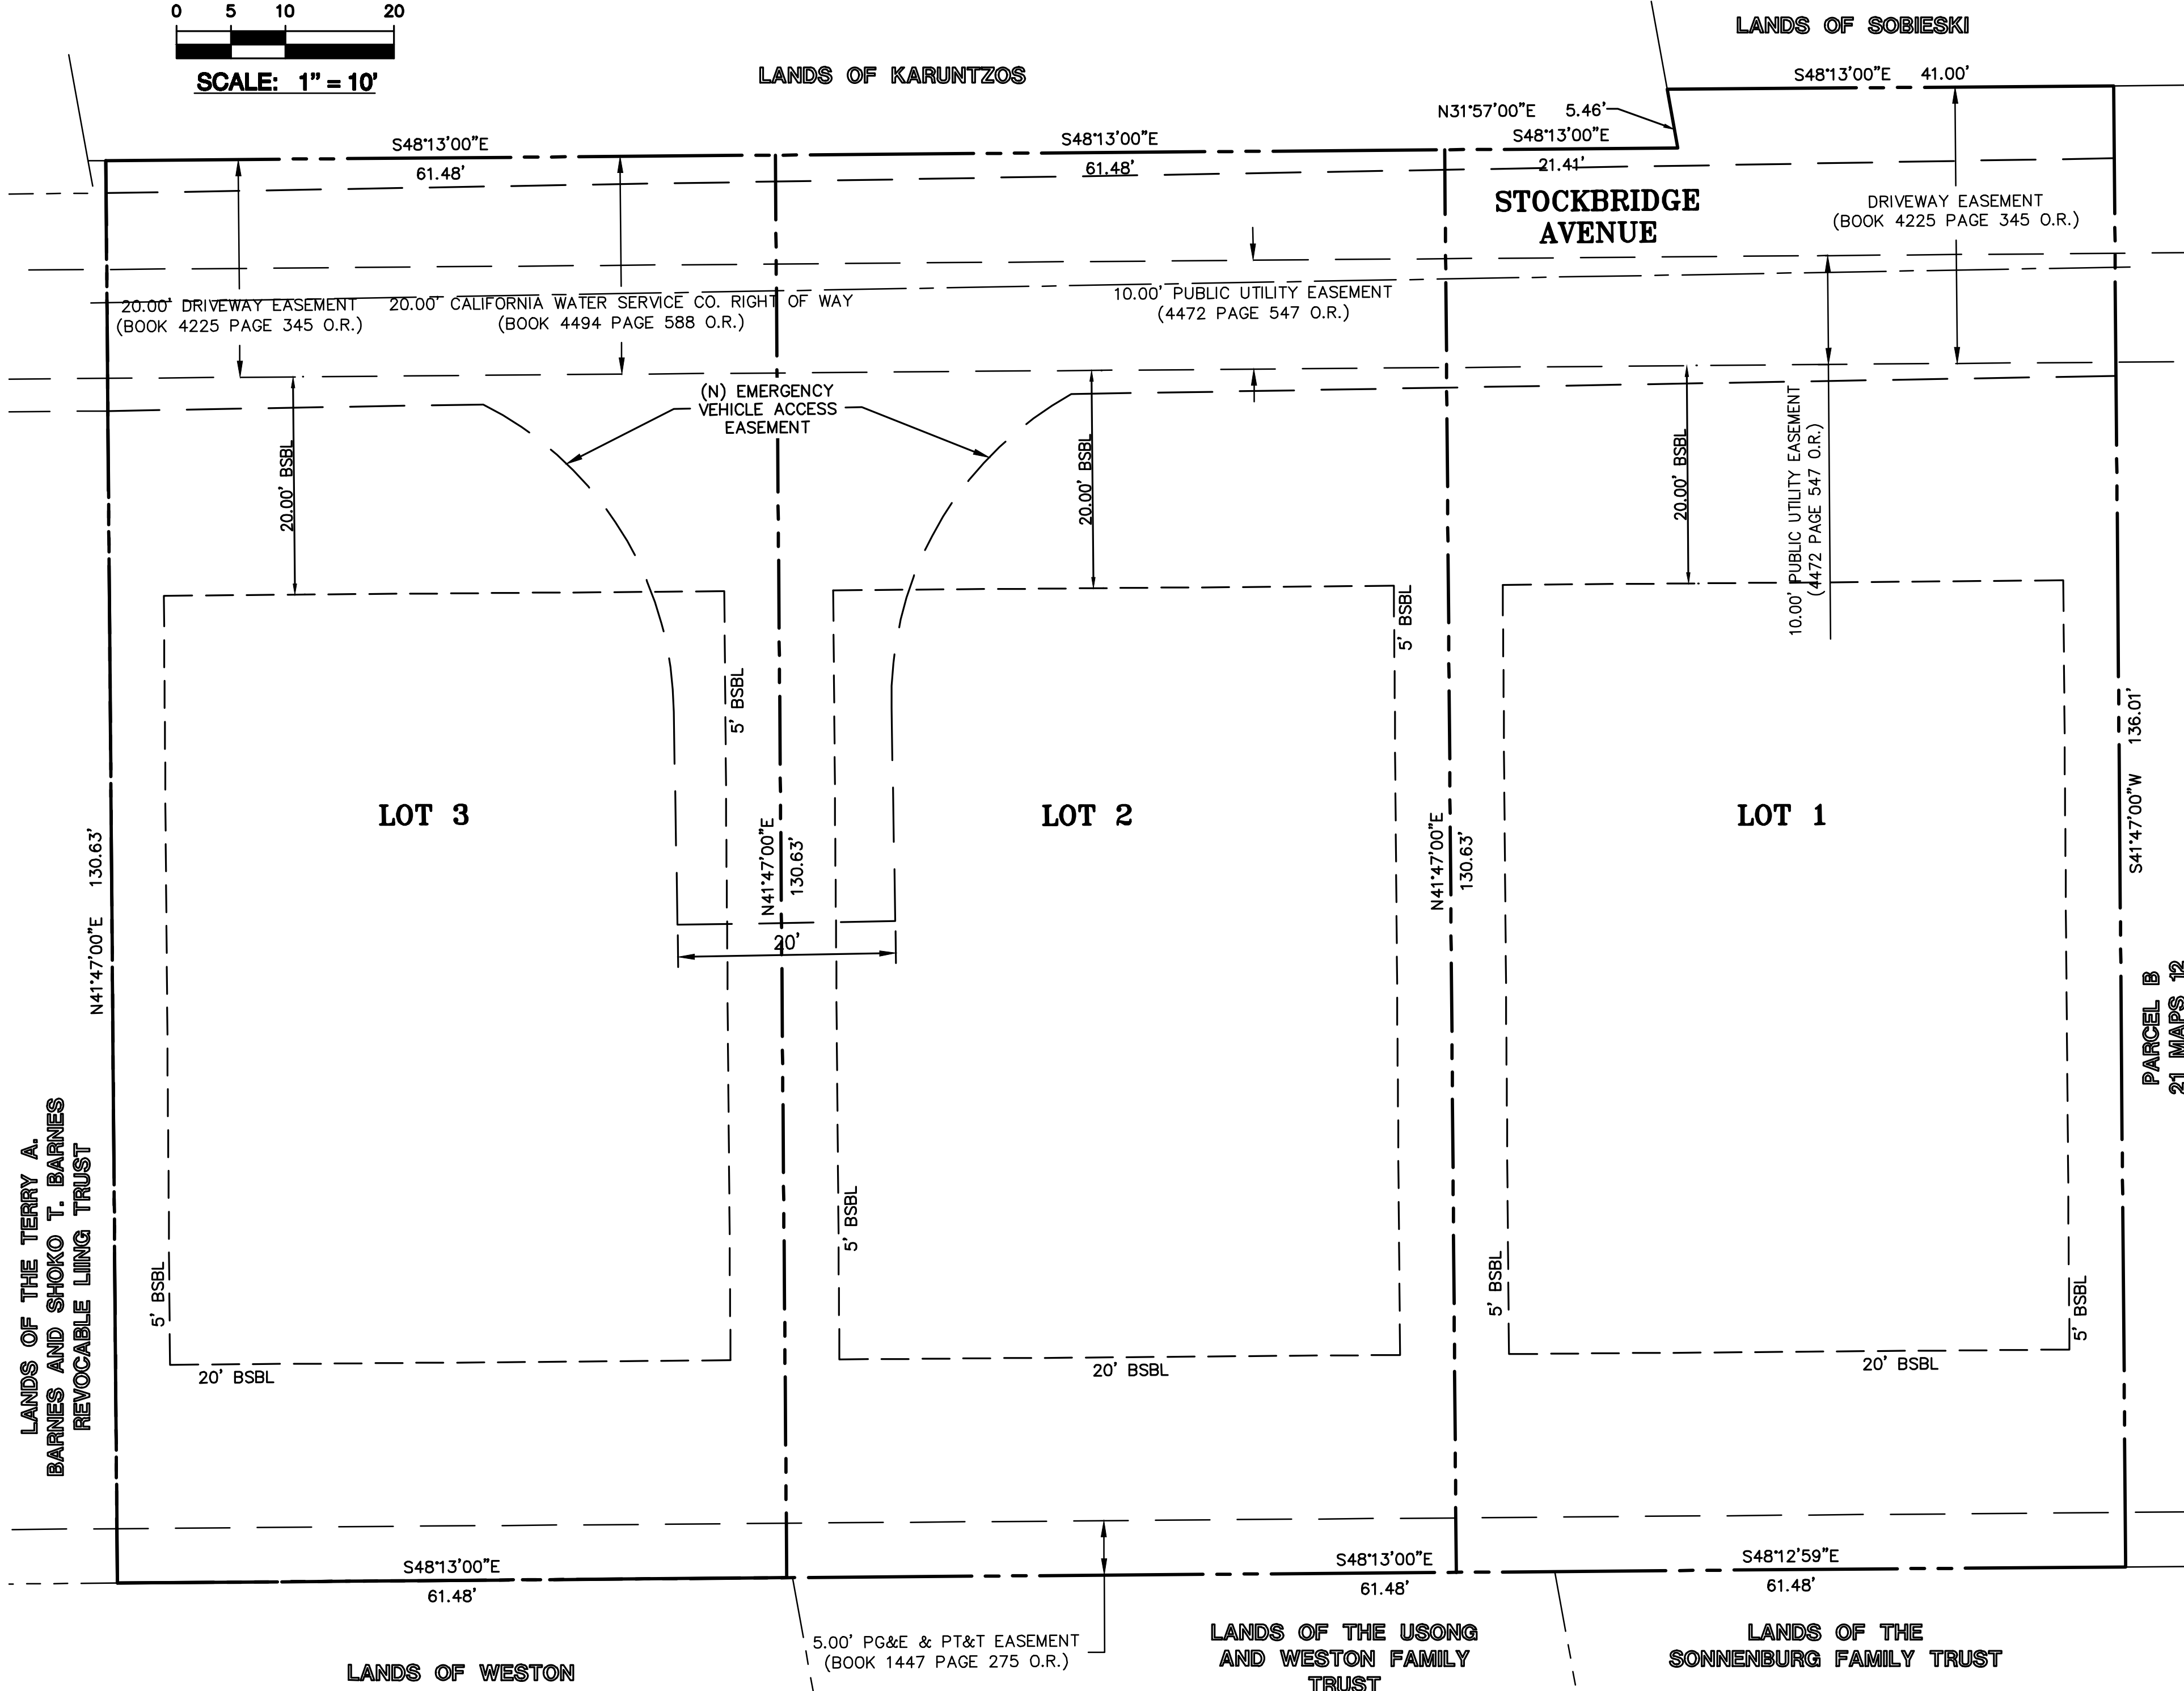 0 5 10 20
SCALE: 1" = 10'
LANDS OF KARUNTZOS
LANDS OF SOBIESKI
S48°13'00"E 41.00'
N31°57'00"E 5.46'
S48°13'00"E
61.48'
S48°13'00"E
61.48'
S48°13'00"E
21.41'
STOCKBRIDGE
AVENUE
DRIVEWAY EASEMENT
(BOOK 4225 PAGE 345 O.R.)
20.00' DRIVEWAY EASEMENT
(BOOK 4225 PAGE 345 O.R.)
20.00' CALIFORNIA WATER SERVICE CO. RIGHT OF WAY
(BOOK 4494 PAGE 588 O.R.)
10.00' PUBLIC UTILITY EASEMENT
(4472 PAGE 547 O.R.)
(N) EMERGENCY
VEHICLE ACCESS
EASEMENT
20.00' BSBL
20.00' BSBL
20.00' BSBL
10.00' PUBLIC UTILITY EASEMENT
(4472 PAGE 547 O.R.)
5' BSBL
5' BSBL
LOT 3
LOT 2
LOT 1
N41°47'00"E 130.63'
N41°47'00"E
130.63'
N41°47'00"E
130.63'
S41°47'00"W 136.01'
20'
PARCEL B
21 MAPS 12
LANDS OF THE TERRY A.
BARNES AND SHOKO T. BARNES
REVOCABLE LIING TRUST
5' BSBL
5' BSBL
5' BSBL
5' BSBL
20' BSBL
20' BSBL
20' BSBL
S48°13'00"E
61.48'
S48°13'00"E
61.48'
S48°12'59"E
61.48'
5.00' PG&E & PT&T EASEMENT
(BOOK 1447 PAGE 275 O.R.)
LANDS OF WESTON
LANDS OF THE USONG
AND WESTON FAMILY
TRUST
LANDS OF THE
SONNENBURG FAMILY TRUST